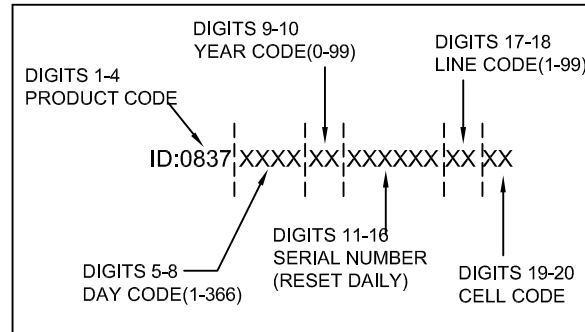 DIGITS 9-10
YEAR CODE(0-99)
DIGITS 17-18
LINE CODE(1-99)
DIGITS 1-4
PRODUCT CODE
ID:0837 XXXX XX XXXXXX XX XX
DIGITS 11-16
SERIAL NUMBER
(RESET DAILY)
DIGITS 5-8
DAY CODE(1-366)
DIGITS 19-20
CELL CODE